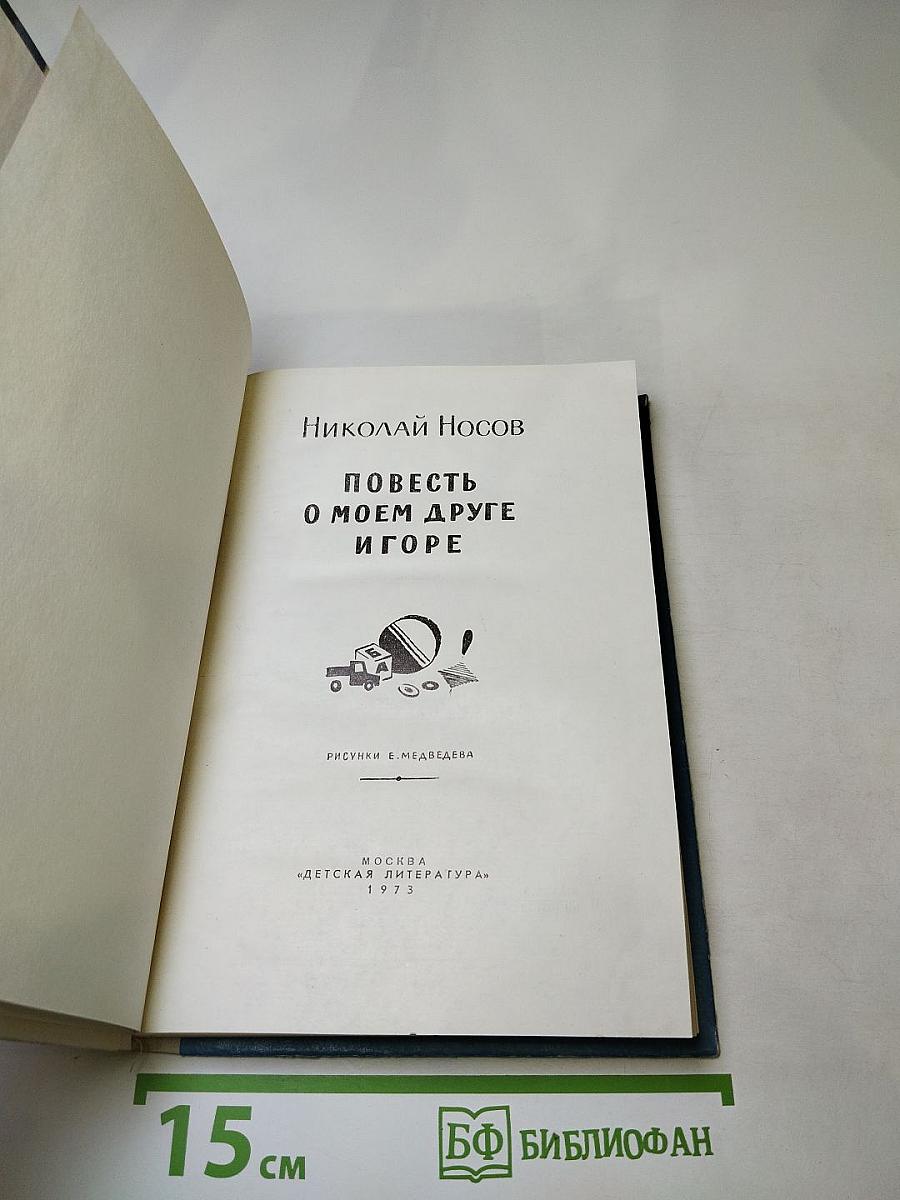 Николай Носов
ПОВЕСТЬ
О МОЕМ ДРУГЕ
ИГОРЕ
Б
А
РИСУНКИ Е. МЕДВЕДЕВА
МОСКВА
«ДЕТСКАЯ ЛИТЕРАТУРА»
1973
15 см
БФ БИБЛИОФАН